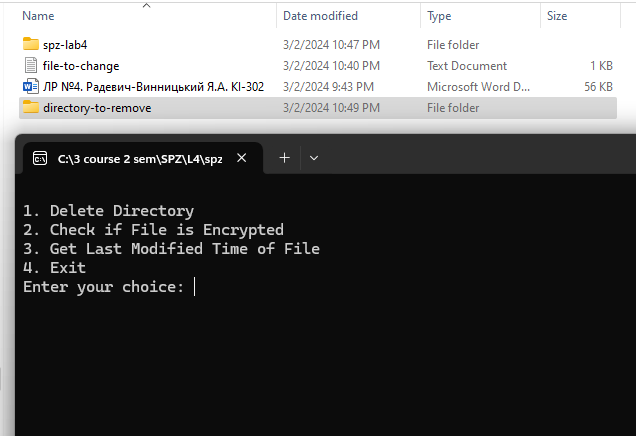 Name Date modified Type Size
spz-lab4 3/2/2024 10:47 PM File folder
file-to-change 3/2/2024 10:40 PM Text Document 1 KB
ЛР №4. Радевич-Винницький Я.А. КІ-302 3/2/2024 9:43 PM Microsoft Word D... 56 KB
directory-to-remove 3/2/2024 10:49 PM File folder
C:\3 course 2 sem\SPZ\L4\spz
1. Delete Directory
2. Check if File is Encrypted
3. Get Last Modified Time of File
4. Exit
Enter your choice: